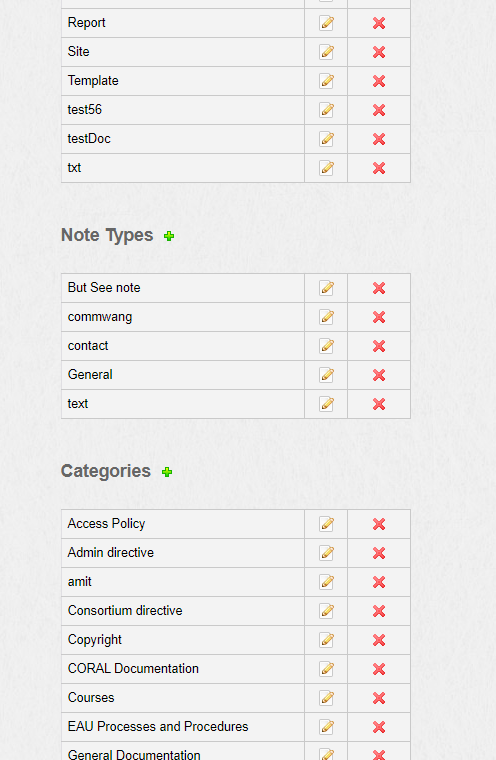 Report
Site
Template
test56
testDoc
txt
Note Types
But See note
commwang
contact
General
text
Categories
Access Policy
Admin directive
amit
Consortium directive
Copyright
CORAL Documentation
Courses
EAU Processes and Procedures
General Documentation